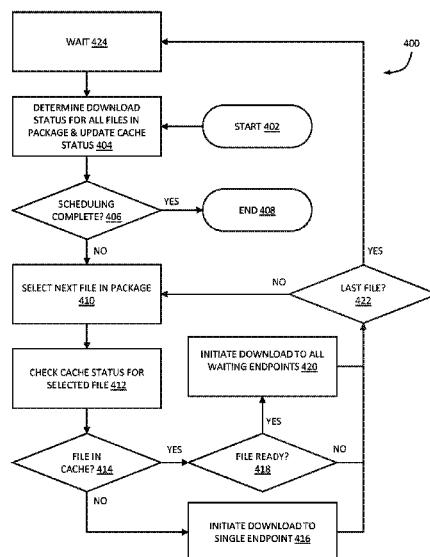 WAIT 424
400
DETERMINE DOWNLOAD
STATUS FOR ALL FILES IN
PACKAGE & UPDATE CACHE
STATUS 404
START 402
SCHEDULING
COMPLETE? 406
YES
END 408
NO
YES
SELECT NEXT FILE IN PACKAGE
410
NO
LAST FILE?
422
CHECK CACHE STATUS FOR
SELECTED FILE 412
INITIATE DOWNLOAD TO ALL
WAITING ENDPOINTS 420
YES
FILE IN
CACHE? 414
YES
FILE READY?
418
NO
NO
INITIATE DOWNLOAD TO
SINGLE ENDPOINT 416